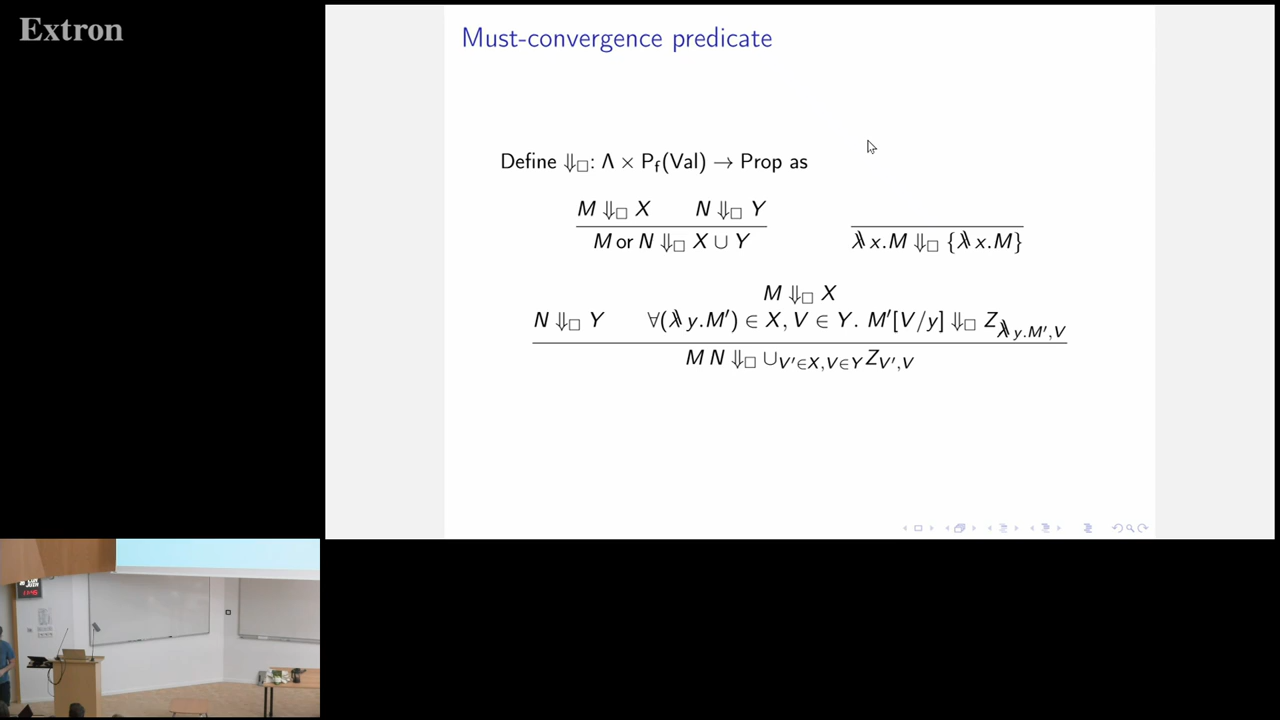 Extron
Must-convergence predicate
Define ⇓□: Λ × P_f(Val) → Prop as
M ⇓□ X    N ⇓□ Y
M or N ⇓□ X ∪ Y
λx.M ⇓□ {λx.M}
M ⇓□ X
N ⇓□ Y    ∀(λy.M′) ∈ X, V ∈ Y. M′[V/y] ⇓□ Z_{λy.M′,V}
M N ⇓□ ∪_{V′∈X,V∈Y} Z_{V′,V}